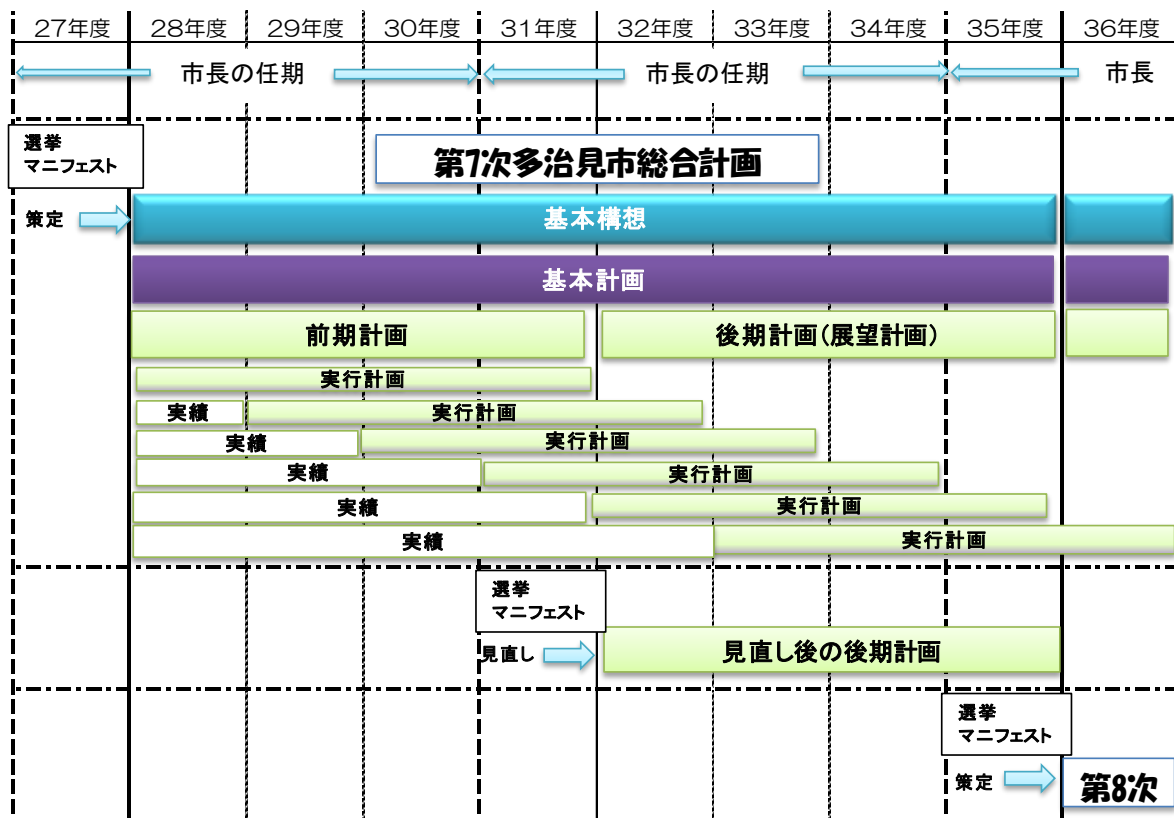 27年度 28年度 29年度 30年度 31年度 32年度 33年度 34年度 35年度 36年度
市長の任期 市長の任期 市長
選挙
マニフェスト
第7次多治見市総合計画
策定
基本構想
基本計画
前期計画 後期計画(展望計画)
実行計画
実績 実行計画
実績 実行計画
実績 実行計画
実績 実行計画
実績 実行計画
選挙
マニフェスト
見直し 見直し後の後期計画
選挙
マニフェスト
策定 第8次